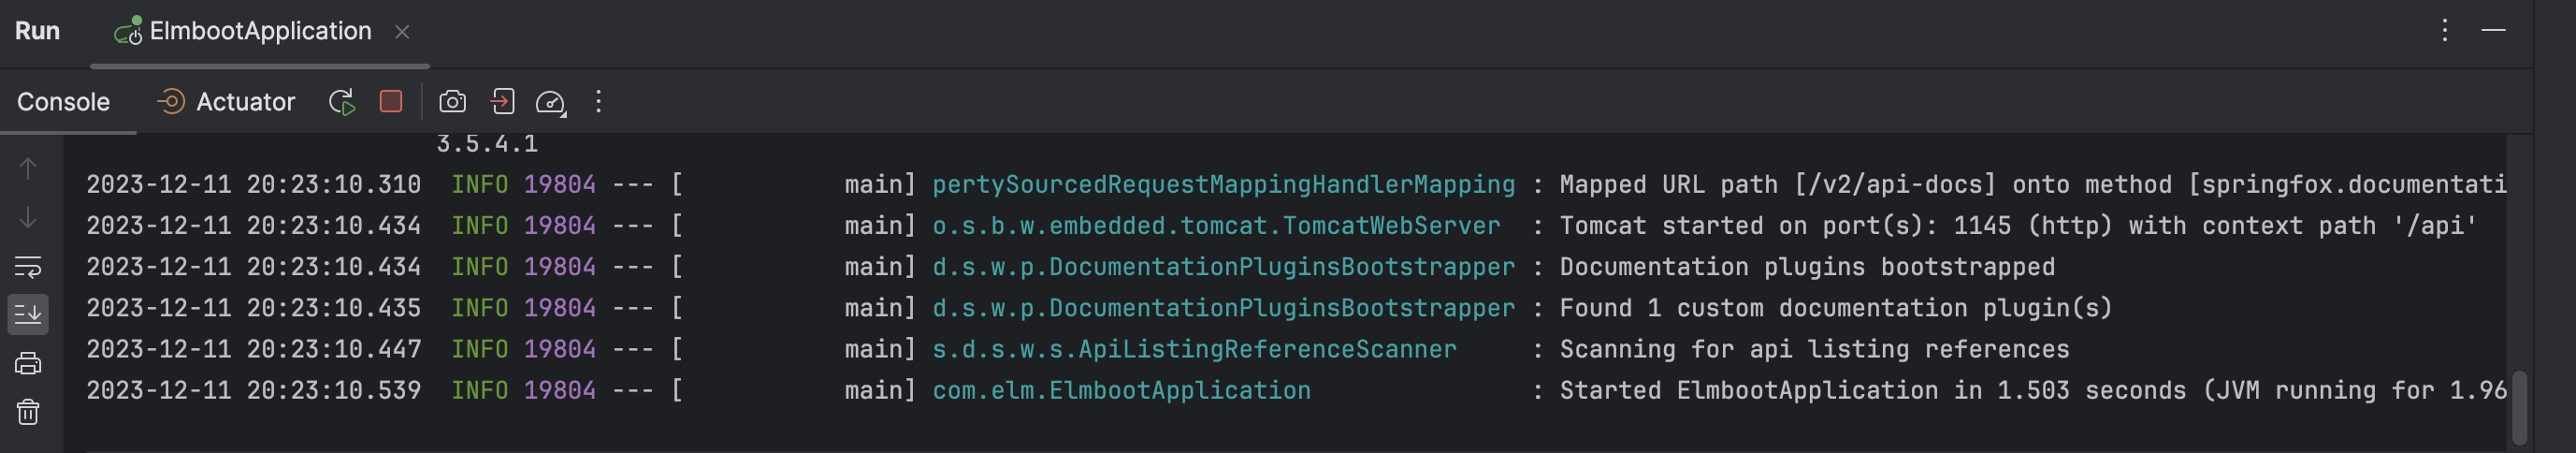 Run ElmbootApplication
Console Actuator
3.5.4.1
2023-12-11 20:23:10.310  INFO 19804 --- [           main] pertySourcedRequestMappingHandlerMapping : Mapped URL path [/v2/api-docs] onto method [springfox.documentati
2023-12-11 20:23:10.434  INFO 19804 --- [           main] o.s.b.w.embedded.tomcat.TomcatWebServer  : Tomcat started on port(s): 1145 (http) with context path '/api'
2023-12-11 20:23:10.434  INFO 19804 --- [           main] d.s.w.p.DocumentationPluginsBootstrapper : Documentation plugins bootstrapped
2023-12-11 20:23:10.435  INFO 19804 --- [           main] d.s.w.p.DocumentationPluginsBootstrapper : Found 1 custom documentation plugin(s)
2023-12-11 20:23:10.447  INFO 19804 --- [           main] s.d.s.w.s.ApiListingReferenceScanner     : Scanning for api listing references
2023-12-11 20:23:10.539  INFO 19804 --- [           main] com.elm.ElmbootApplication               : Started ElmbootApplication in 1.503 seconds (JVM running for 1.96